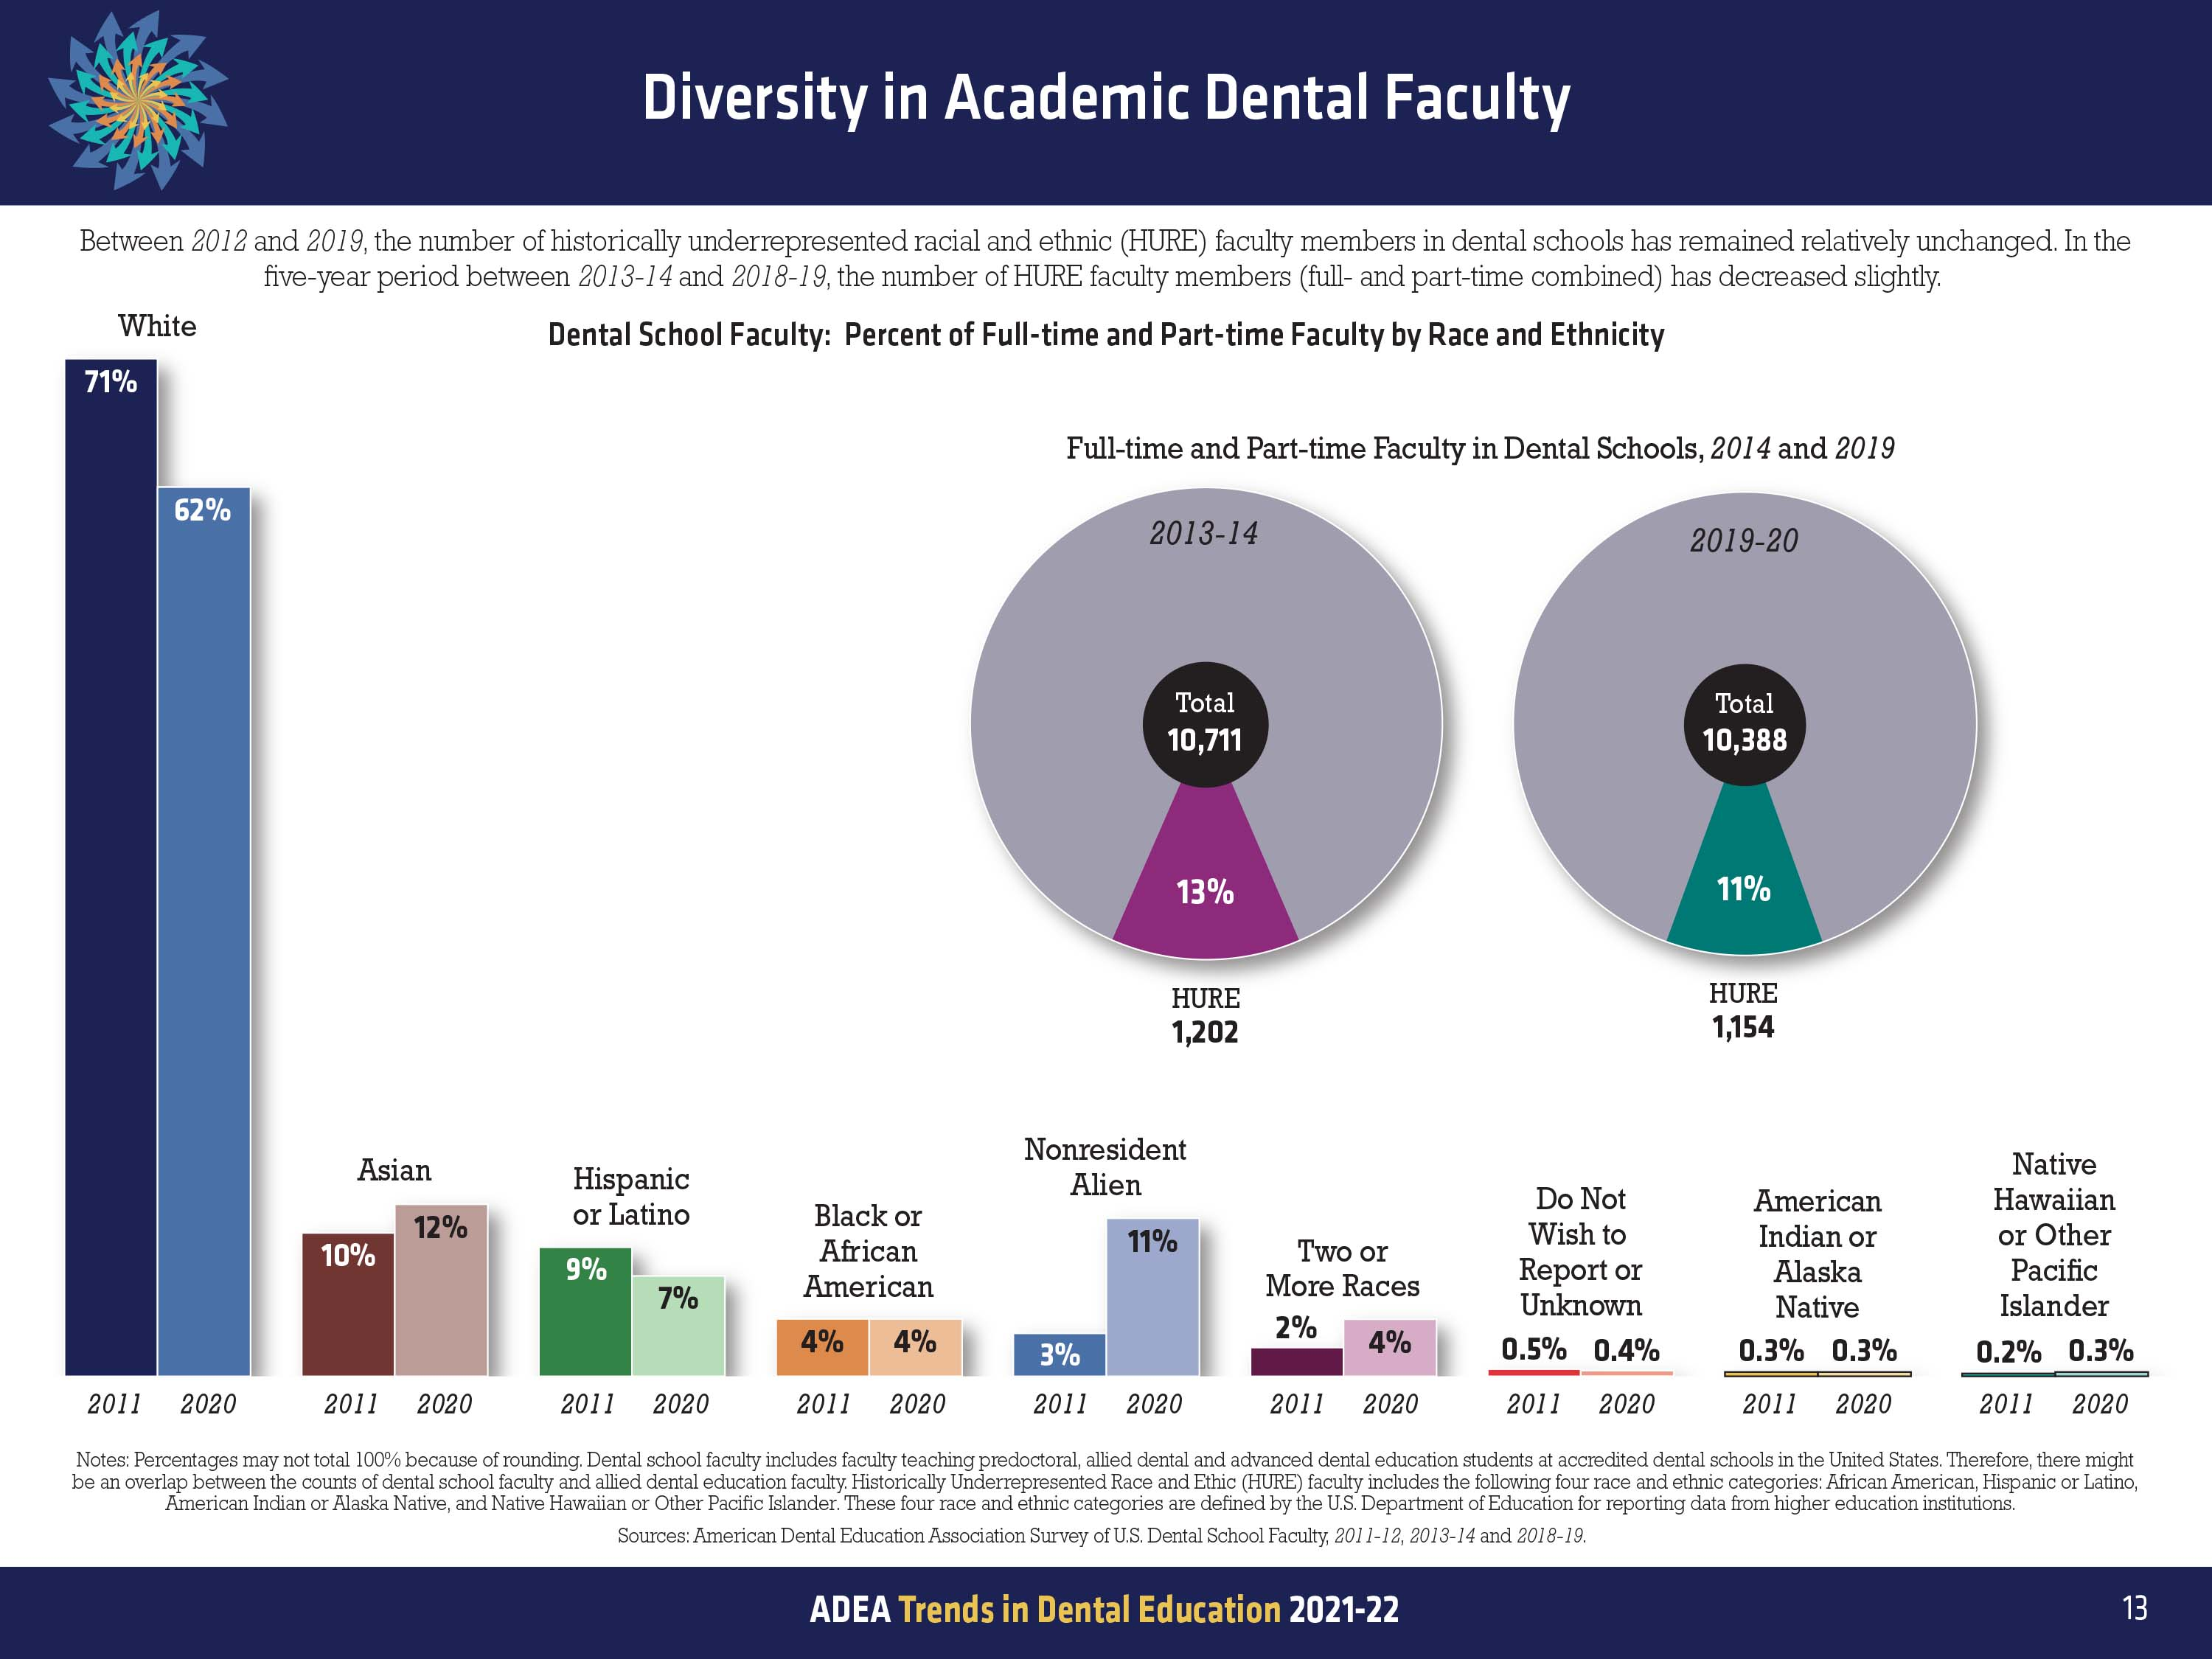 Diversity in Academic Dental Faculty
Between 2012 and 2019, the number of historically underrepresented racial and ethnic (HURE) faculty members in dental schools has remained relatively unchanged. In the
five-year period between 2013-14 and 2018-19, the number of HURE faculty members (full- and part-time combined) has decreased slightly.
Dental School Faculty: Percent of Full-time and Part-time Faculty by Race and Ethnicity
White
71%
62%
2011 2020
Full-time and Part-time Faculty in Dental Schools, 2014 and 2019
2013-14
Total
10,711
13%
HURE
1,202
2019-20
Total
10,388
11%
HURE
1,154
Asian
10%
12%
2011 2020
Hispanic
or Latino
9%
7%
2011 2020
Black or
African
American
4% 4%
2011 2020
Nonresident
Alien
3%
11%
2011 2020
Two or
More Races
2%
4%
2011 2020
Do Not
Wish to
Report or
Unknown
0.5% 0.4%
2011 2020
American
Indian or
Alaska
Native
0.3% 0.3%
2011 2020
Native
Hawaiian
or Other
Pacific
Islander
0.2% 0.3%
2011 2020
Notes: Percentages may not total 100% because of rounding. Dental school faculty includes faculty teaching predoctoral, allied dental and advanced dental education students at accredited dental schools in the United States. Therefore, there might
be an overlap between the counts of dental school faculty and allied dental education faculty. Historically Underrepresented Race and Ethic (HURE) faculty includes the following four race and ethnic categories: African American, Hispanic or Latino,
American Indian or Alaska Native, and Native Hawaiian or Other Pacific Islander. These four race and ethnic categories are defined by the U.S. Department of Education for reporting data from higher education institutions.
Sources: American Dental Education Association Survey of U.S. Dental School Faculty, 2011-12, 2013-14 and 2018-19.
ADEA Trends in Dental Education 2021-22
13